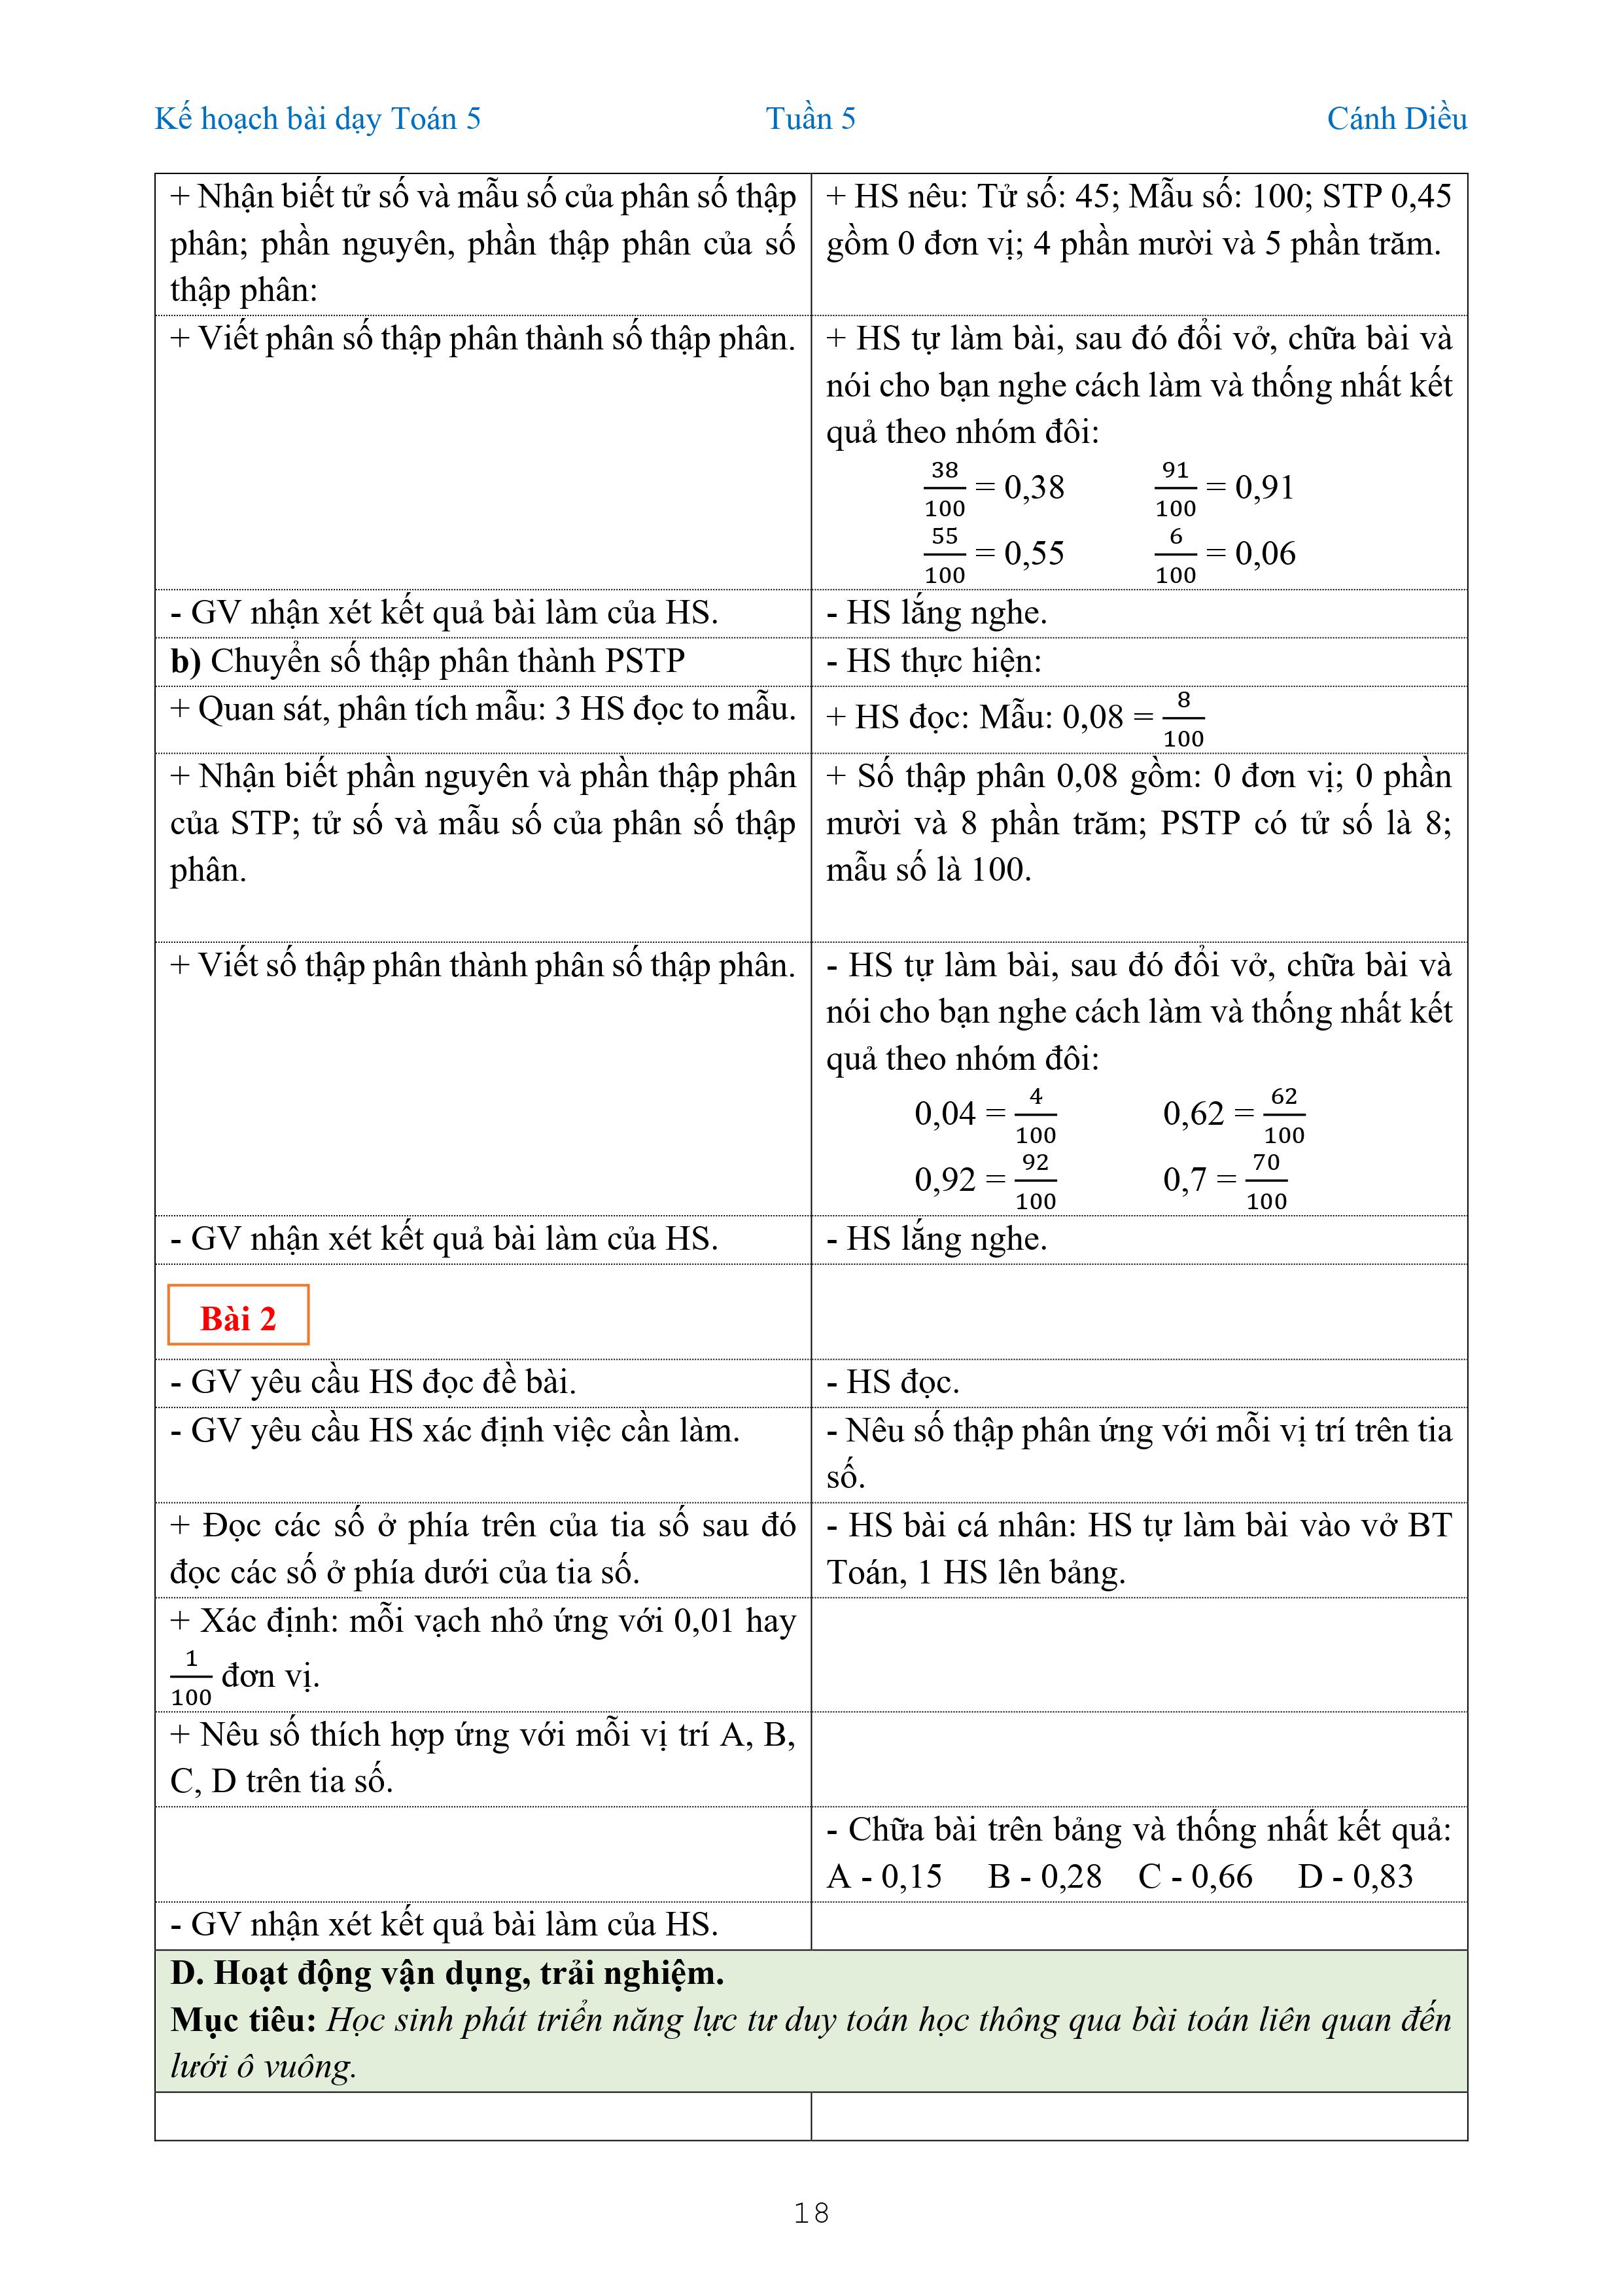 Kế hoạch bài dạy Toán 5 Tuần 5 Cánh Diều
+ Nhận biết tử số và mẫu số của phân số thập
phân; phần nguyên, phần thập phân của số
thập phân:
+ HS nêu: Tử số: 45; Mẫu số: 100; STP 0,45
gồm 0 đơn vị; 4 phần mười và 5 phần trăm.
+ Viết phân số thập phân thành số thập phân.
+ HS tự làm bài, sau đó đổi vở, chữa bài và
nói cho bạn nghe cách làm và thống nhất kết
quả theo nhóm đôi:
38/100 = 0,38 91/100 = 0,91
55/100 = 0,55 6/100 = 0,06
- GV nhận xét kết quả bài làm của HS.
- HS lắng nghe.
b) Chuyển số thập phân thành PSTP
- HS thực hiện:
+ Quan sát, phân tích mẫu: 3 HS đọc to mẫu.
+ HS đọc: Mẫu: 0,08 = 8/100
+ Nhận biết phần nguyên và phần thập phân
của STP; tử số và mẫu số của phân số thập
phân.
+ Số thập phân 0,08 gồm: 0 đơn vị; 0 phần
mười và 8 phần trăm; PSTP có tử số là 8;
mẫu số là 100.
+ Viết số thập phân thành phân số thập phân.
- HS tự làm bài, sau đó đổi vở, chữa bài và
nói cho bạn nghe cách làm và thống nhất kết
quả theo nhóm đôi:
0,04 = 4/100 0,62 = 62/100
0,92 = 92/100 0,7 = 70/100
- GV nhận xét kết quả bài làm của HS.
- HS lắng nghe.
Bài 2
- GV yêu cầu HS đọc đề bài.
- HS đọc.
- GV yêu cầu HS xác định việc cần làm.
- Nêu số thập phân ứng với mỗi vị trí trên tia
số.
+ Đọc các số ở phía trên của tia số sau đó
đọc các số ở phía dưới của tia số.
- HS bài cá nhân: HS tự làm bài vào vở BT
Toán, 1 HS lên bảng.
+ Xác định: mỗi vạch nhỏ ứng với 0,01 hay
1/100 đơn vị.
+ Nêu số thích hợp ứng với mỗi vị trí A, B,
C, D trên tia số.
- Chữa bài trên bảng và thống nhất kết quả:
A - 0,15 B - 0,28 C - 0,66 D - 0,83
- GV nhận xét kết quả bài làm của HS.
D. Hoạt động vận dụng, trải nghiệm.
Mục tiêu: Học sinh phát triển năng lực tư duy toán học thông qua bài toán liên quan đến
lưới ô vuông.
18